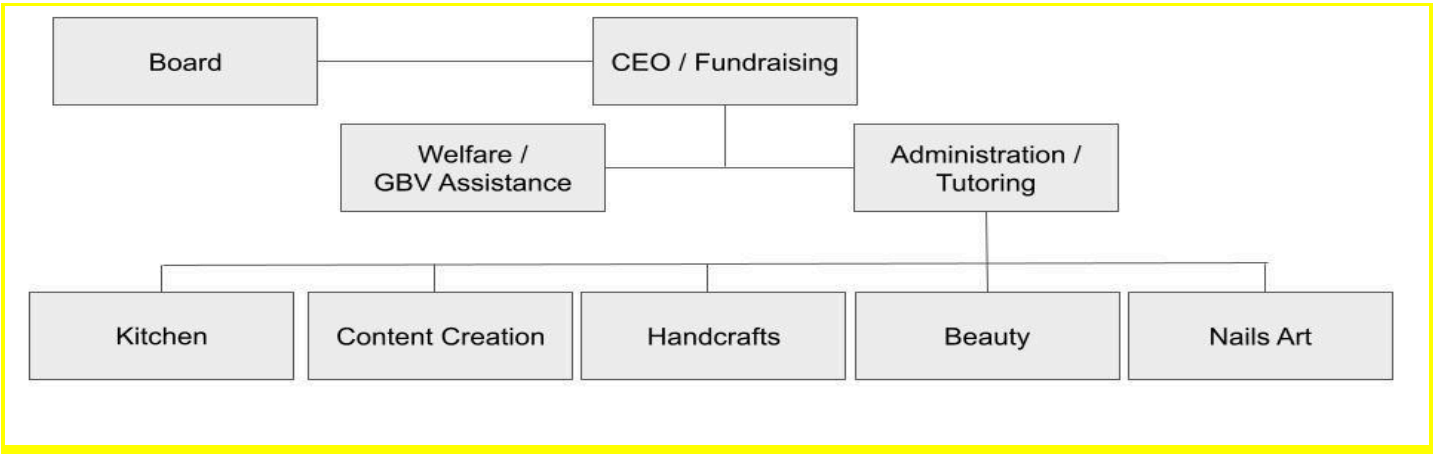 Board
CEO / Fundraising
Welfare /
GBV Assistance
Administration /
Tutoring
Kitchen
Content Creation
Handcrafts
Beauty
Nails Art